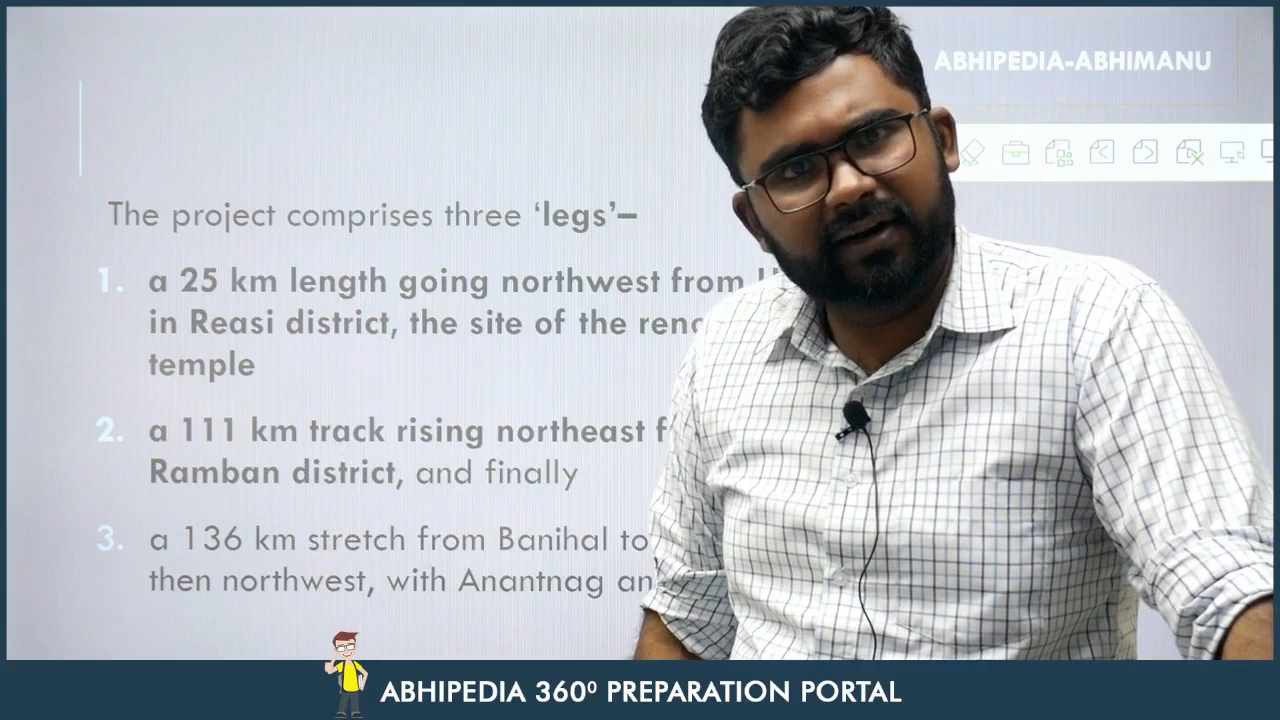 ABHIPEDIA-ABHIMANU
The project comprises three ‘legs’–
1. a 25 km length going northwest from
in Reasi district, the site of the
temple
2. a 111 km track rising northeast
Ramban district, and finally
3. a 136 km stretch from Banihal to
then northwest, with Anantnag
ABHIPEDIA 360⁰ PREPARATION PORTAL